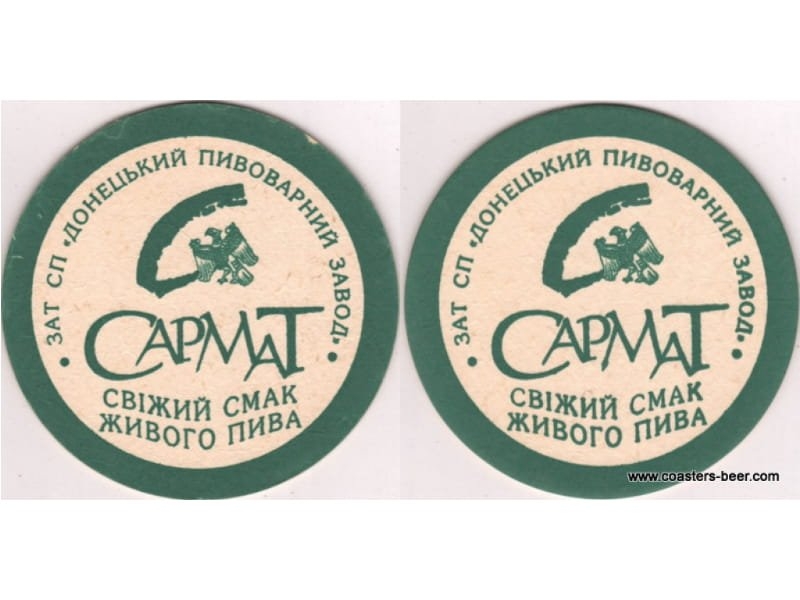 • ЗАТ СП «ДОНЕЦЬКИЙ ПИВОВАРНИЙ ЗАВОД» •
САРМАТ
СВІЖИЙ СМАК
ЖИВОГО ПИВА
• ЗАТ СП «ДОНЕЦЬКИЙ ПИВОВАРНИЙ ЗАВОД» •
САРМАТ
СВІЖИЙ СМАК
ЖИВОГО ПИВА
www.coasters-beer.com